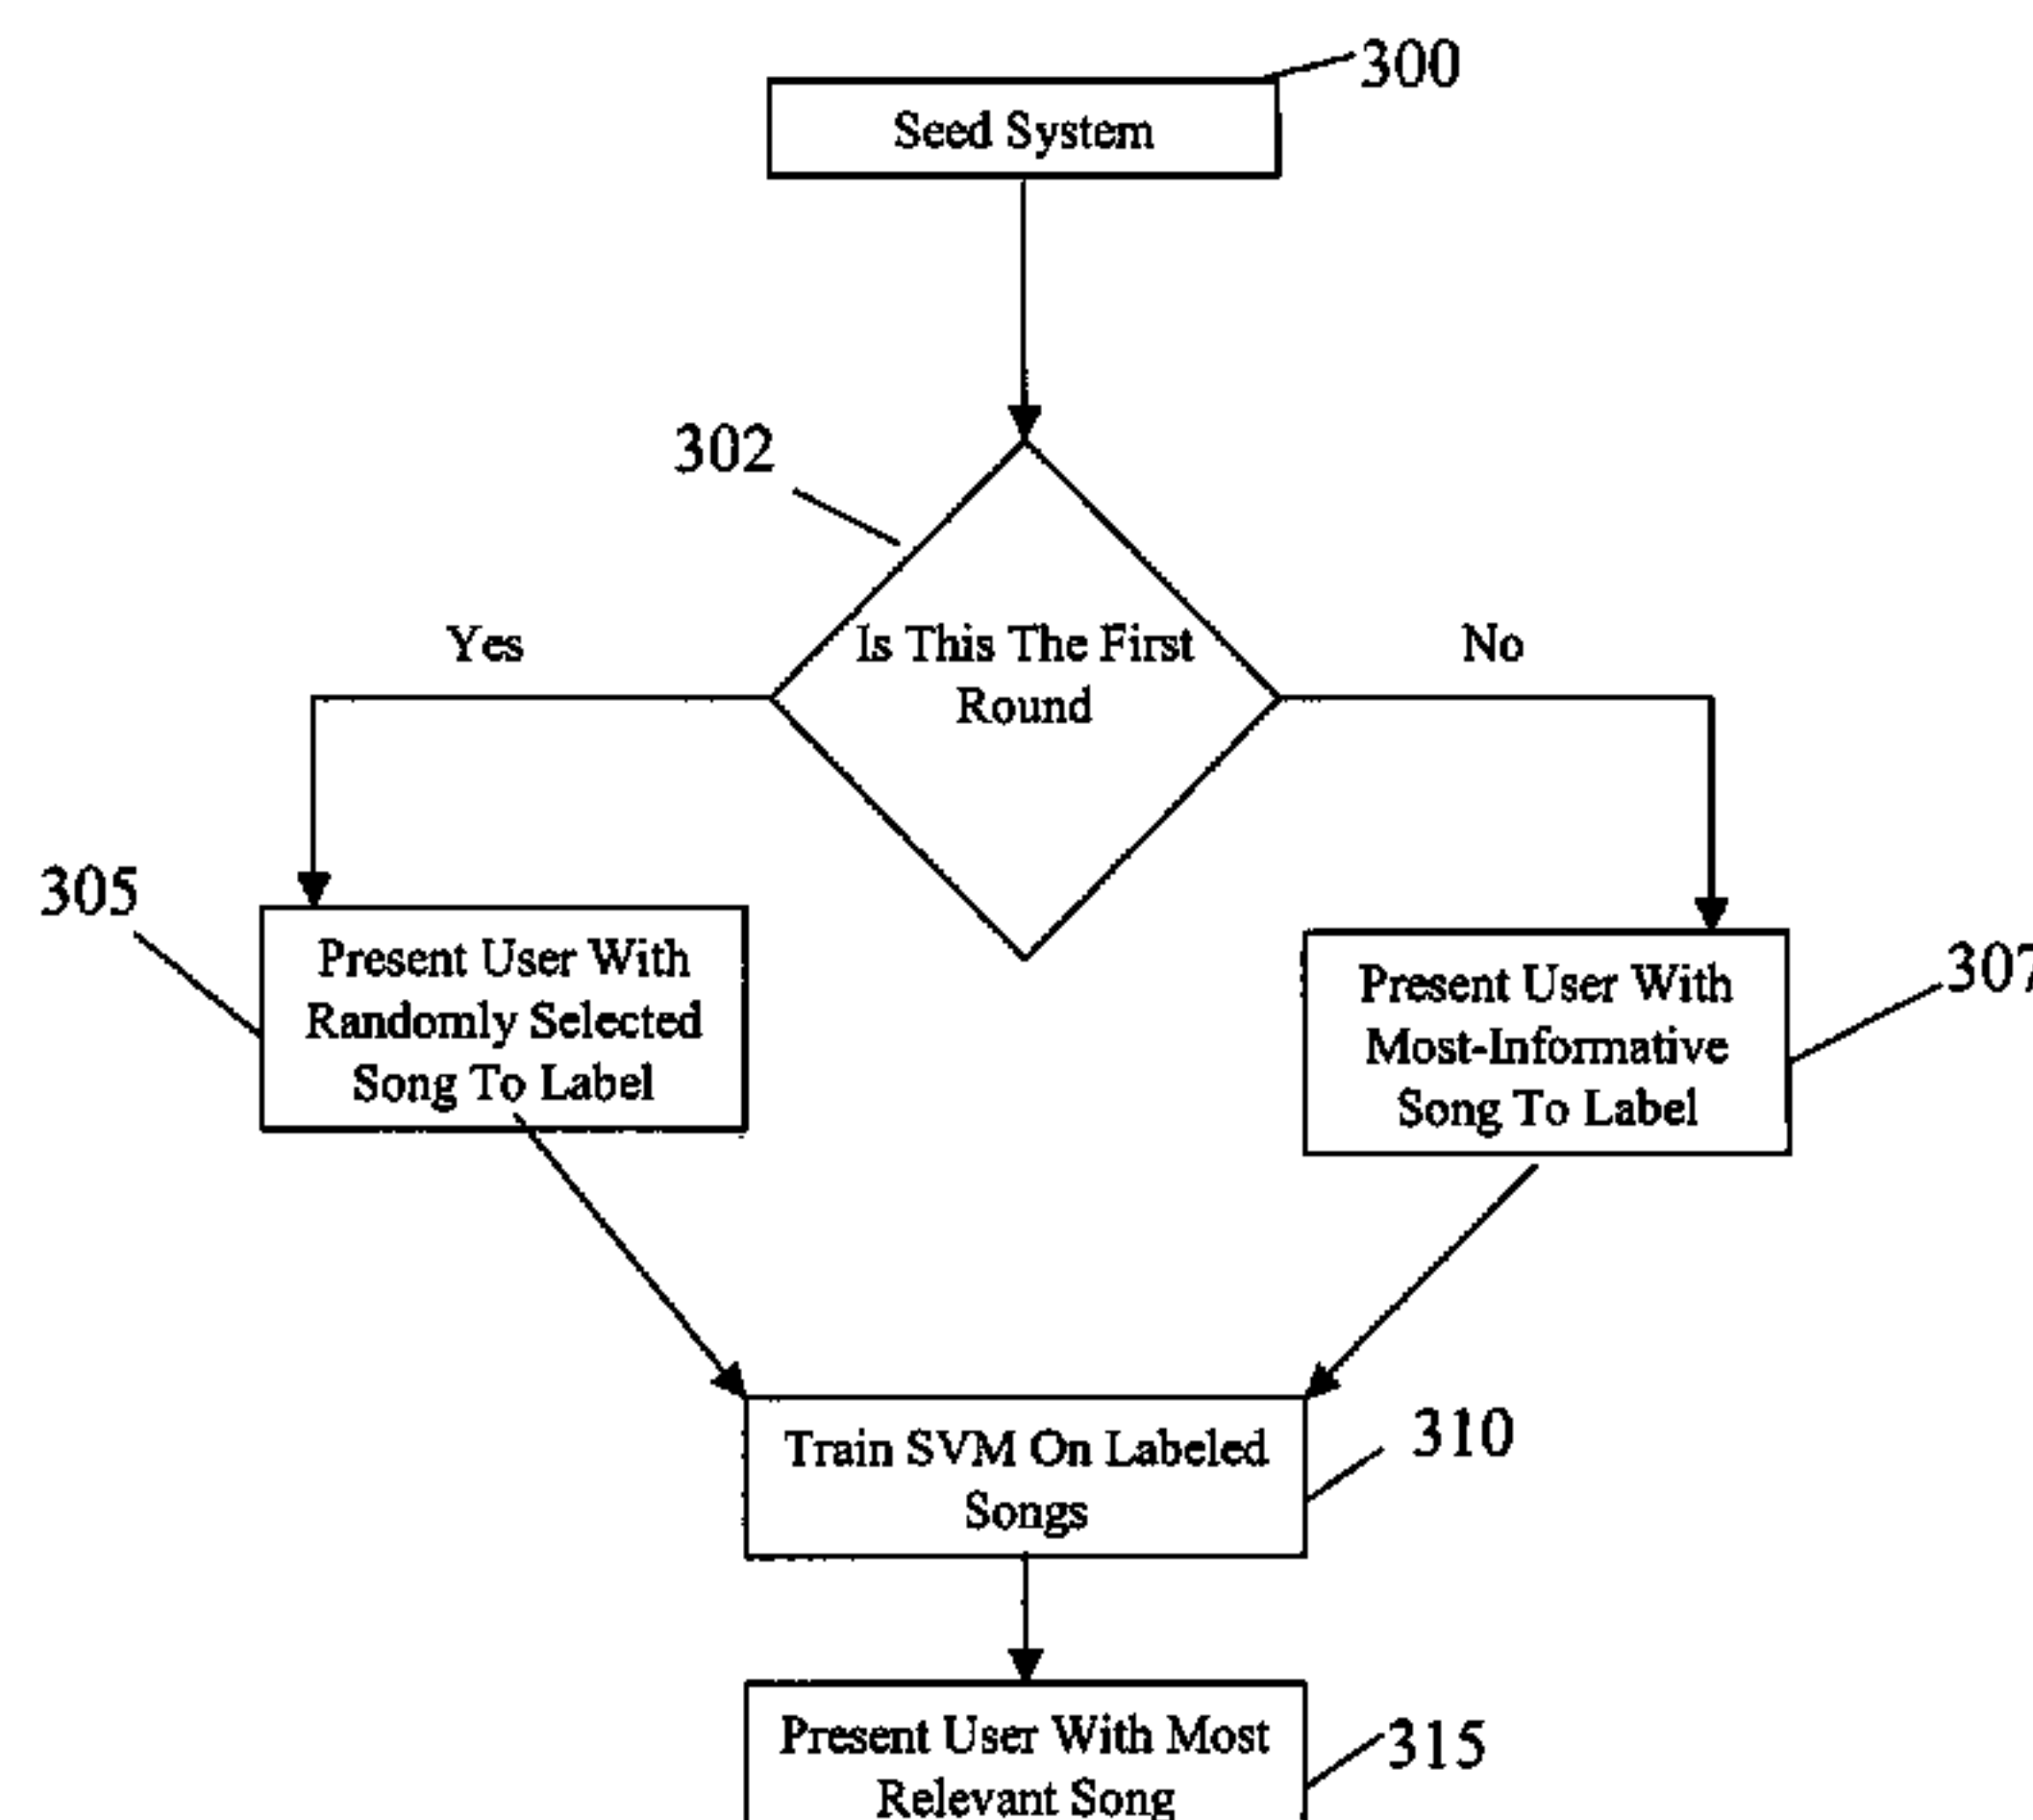 300
Seed System
302
Is This The First
Round
Yes
No
305
Present User With
Randomly Selected
Song To Label
307
Present User With
Most-Informative
Song To Label
310
Train SVM On Labeled
Songs
315
Present User With Most
Relevant Song